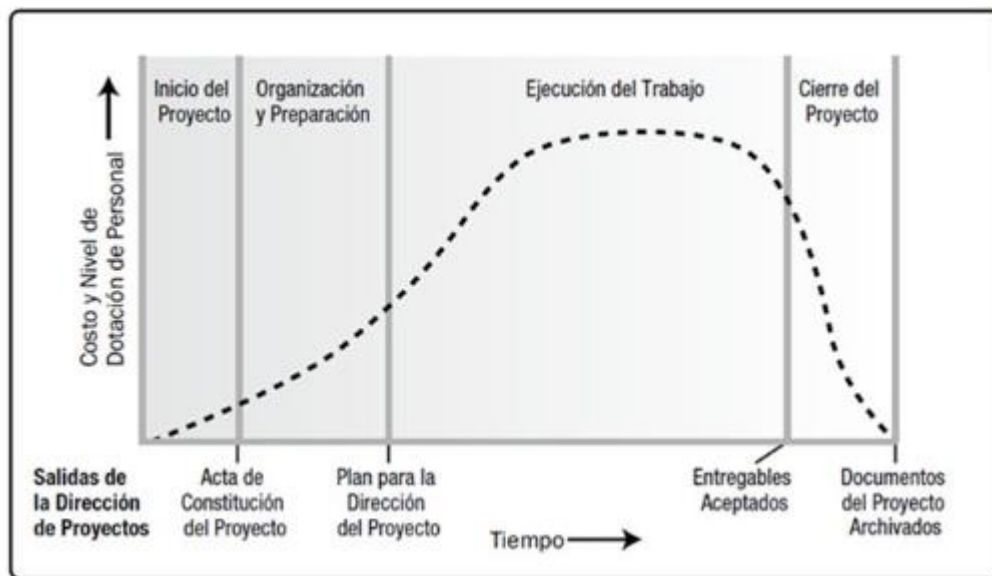 Inicio del
Proyecto
Organización
y Preparación
Ejecución del Trabajo
Cierre del
Proyecto
Costo y Nivel de
Dotación de Personal
Salidas de
la Dirección
de Proyectos
Acta de
Constitución
del Proyecto
Plan para la
Dirección
del Proyecto
Entregables
Aceptados
Documentos
del Proyecto
Archivados
Tiempo